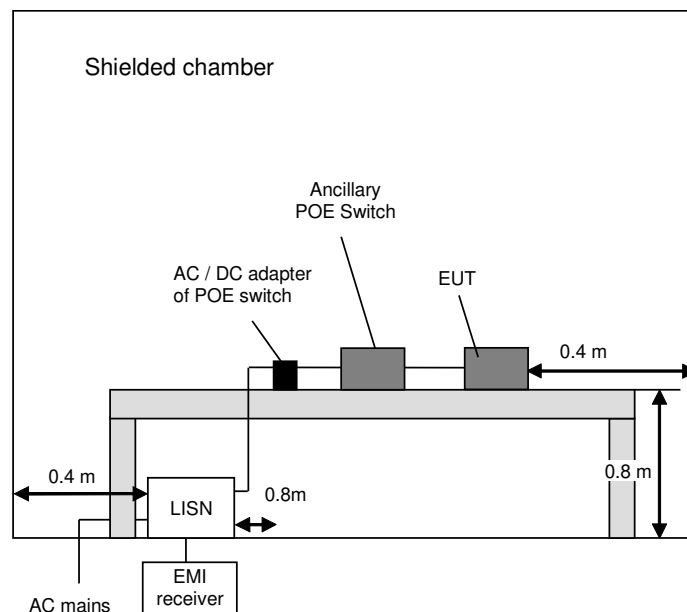 Shielded chamber
Ancillary
POE Switch
AC / DC adapter
of POE switch
EUT
0.4 m
0.4 m
0.8 m
LISN
0.8m
EMI
receiver
AC mains